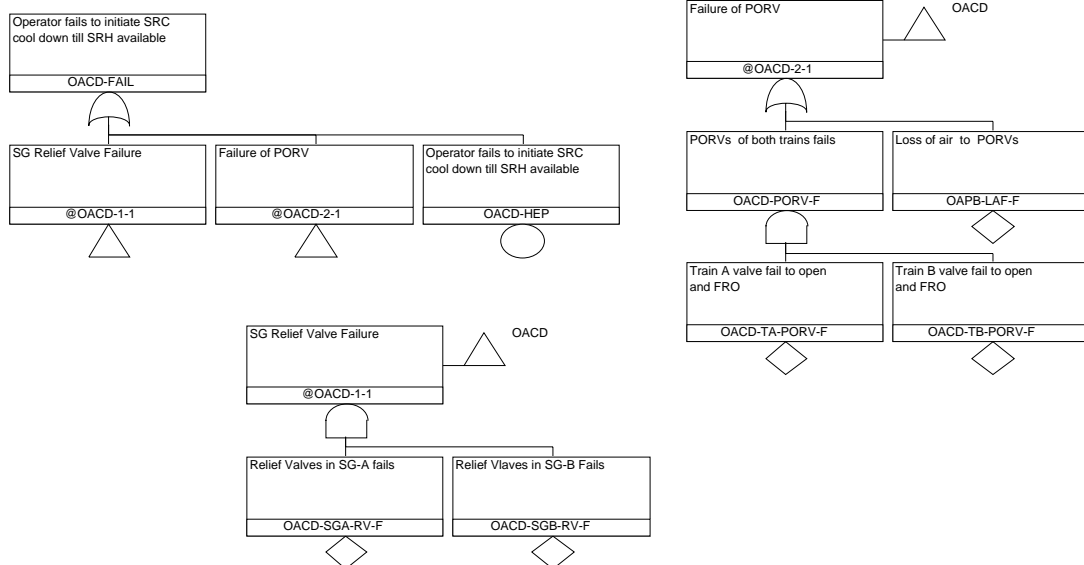 Operator fails to initiate SRC
cool down till SRH available
OACD-FAIL
SG Relief Valve Failure
@OACD-1-1
Failure of PORV
@OACD-2-1
Operator fails to initiate SRC
cool down till SRH available
OACD-HEP
Failure of PORV
@OACD-2-1
OACD
PORVs of both trains fails
OACD-PORV-F
Loss of air to PORVs
OAPB-LAF-F
Train A valve fail to open
and FRO
OACD-TA-PORV-F
Train B valve fail to open
and FRO
OACD-TB-PORV-F
SG Relief Valve Failure
@OACD-1-1
OACD
Relief Valves in SG-A fails
OACD-SGA-RV-F
Relief Vlaves in SG-B Fails
OACD-SGB-RV-F